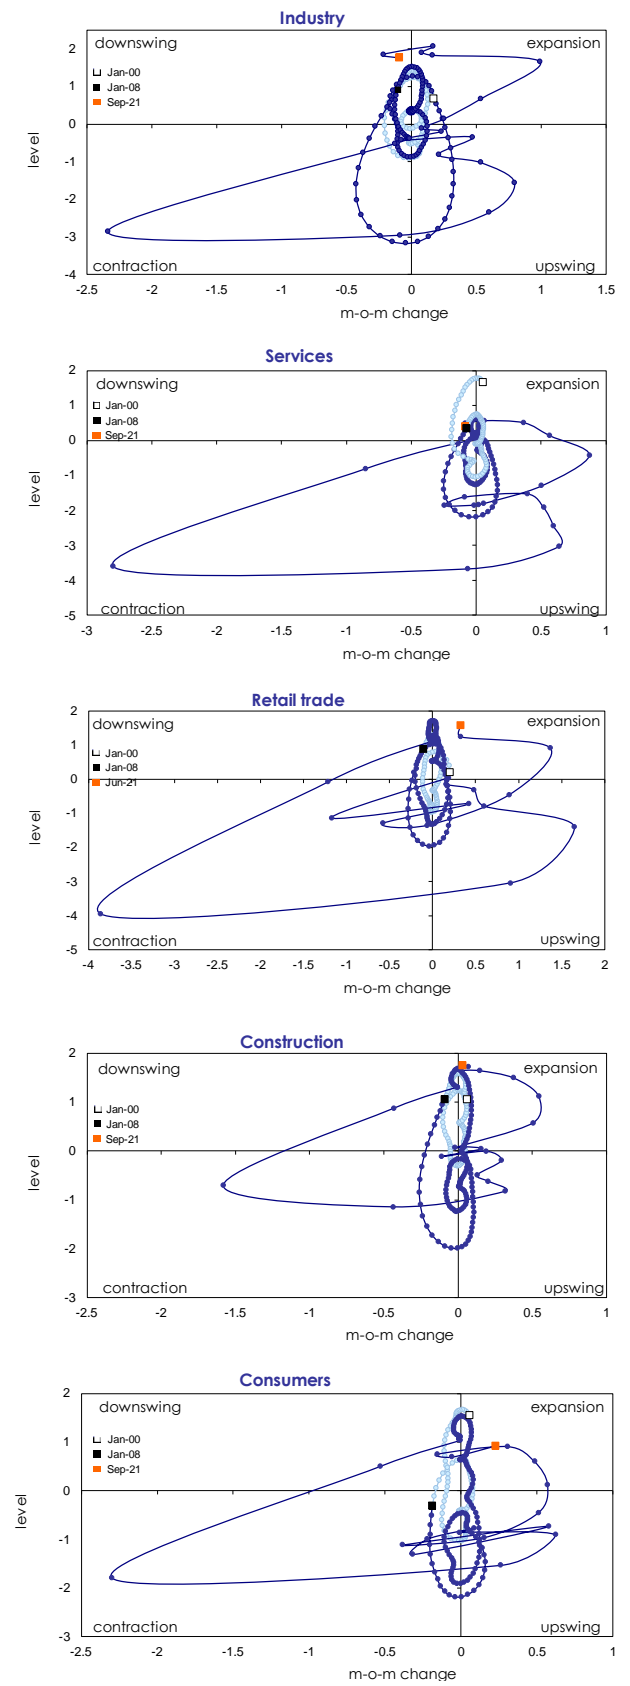 Industry
downswing
expansion
Jan-00
Jan-08
Sep-21
level
2
1
0
-1
-2
-3
-4
contraction
upswing
-2.5 -2 -1.5 -1 -0.5 0 0.5 1 1.5
m-o-m change
Services
downswing
expansion
Jan-00
Jan-08
Sep-21
level
2
1
0
-1
-2
-3
-4
-5
contraction
upswing
-3 -2.5 -2 -1.5 -1 -0.5 0 0.5 1
m-o-m change
Retail trade
downswing
expansion
Jan-00
Jan-08
Jun-21
level
2
1
0
-1
-2
-3
-4
-5
contraction
upswing
-4 -3.5 -3 -2.5 -2 -1.5 -1 -0.5 0 0.5 1 1.5 2
m-o-m change
Construction
downswing
expansion
Jan-00
Jan-08
Sep-21
level
2
1
0
-1
-2
-3
contraction
upswing
-2.5 -2 -1.5 -1 -0.5 0 0.5 1
m-o-m change
Consumers
downswing
expansion
Jan-00
Jan-08
Sep-21
level
2
1
0
-1
-2
-3
contraction
upswing
-2.5 -2 -1.5 -1 -0.5 0 0.5 1
m-o-m change